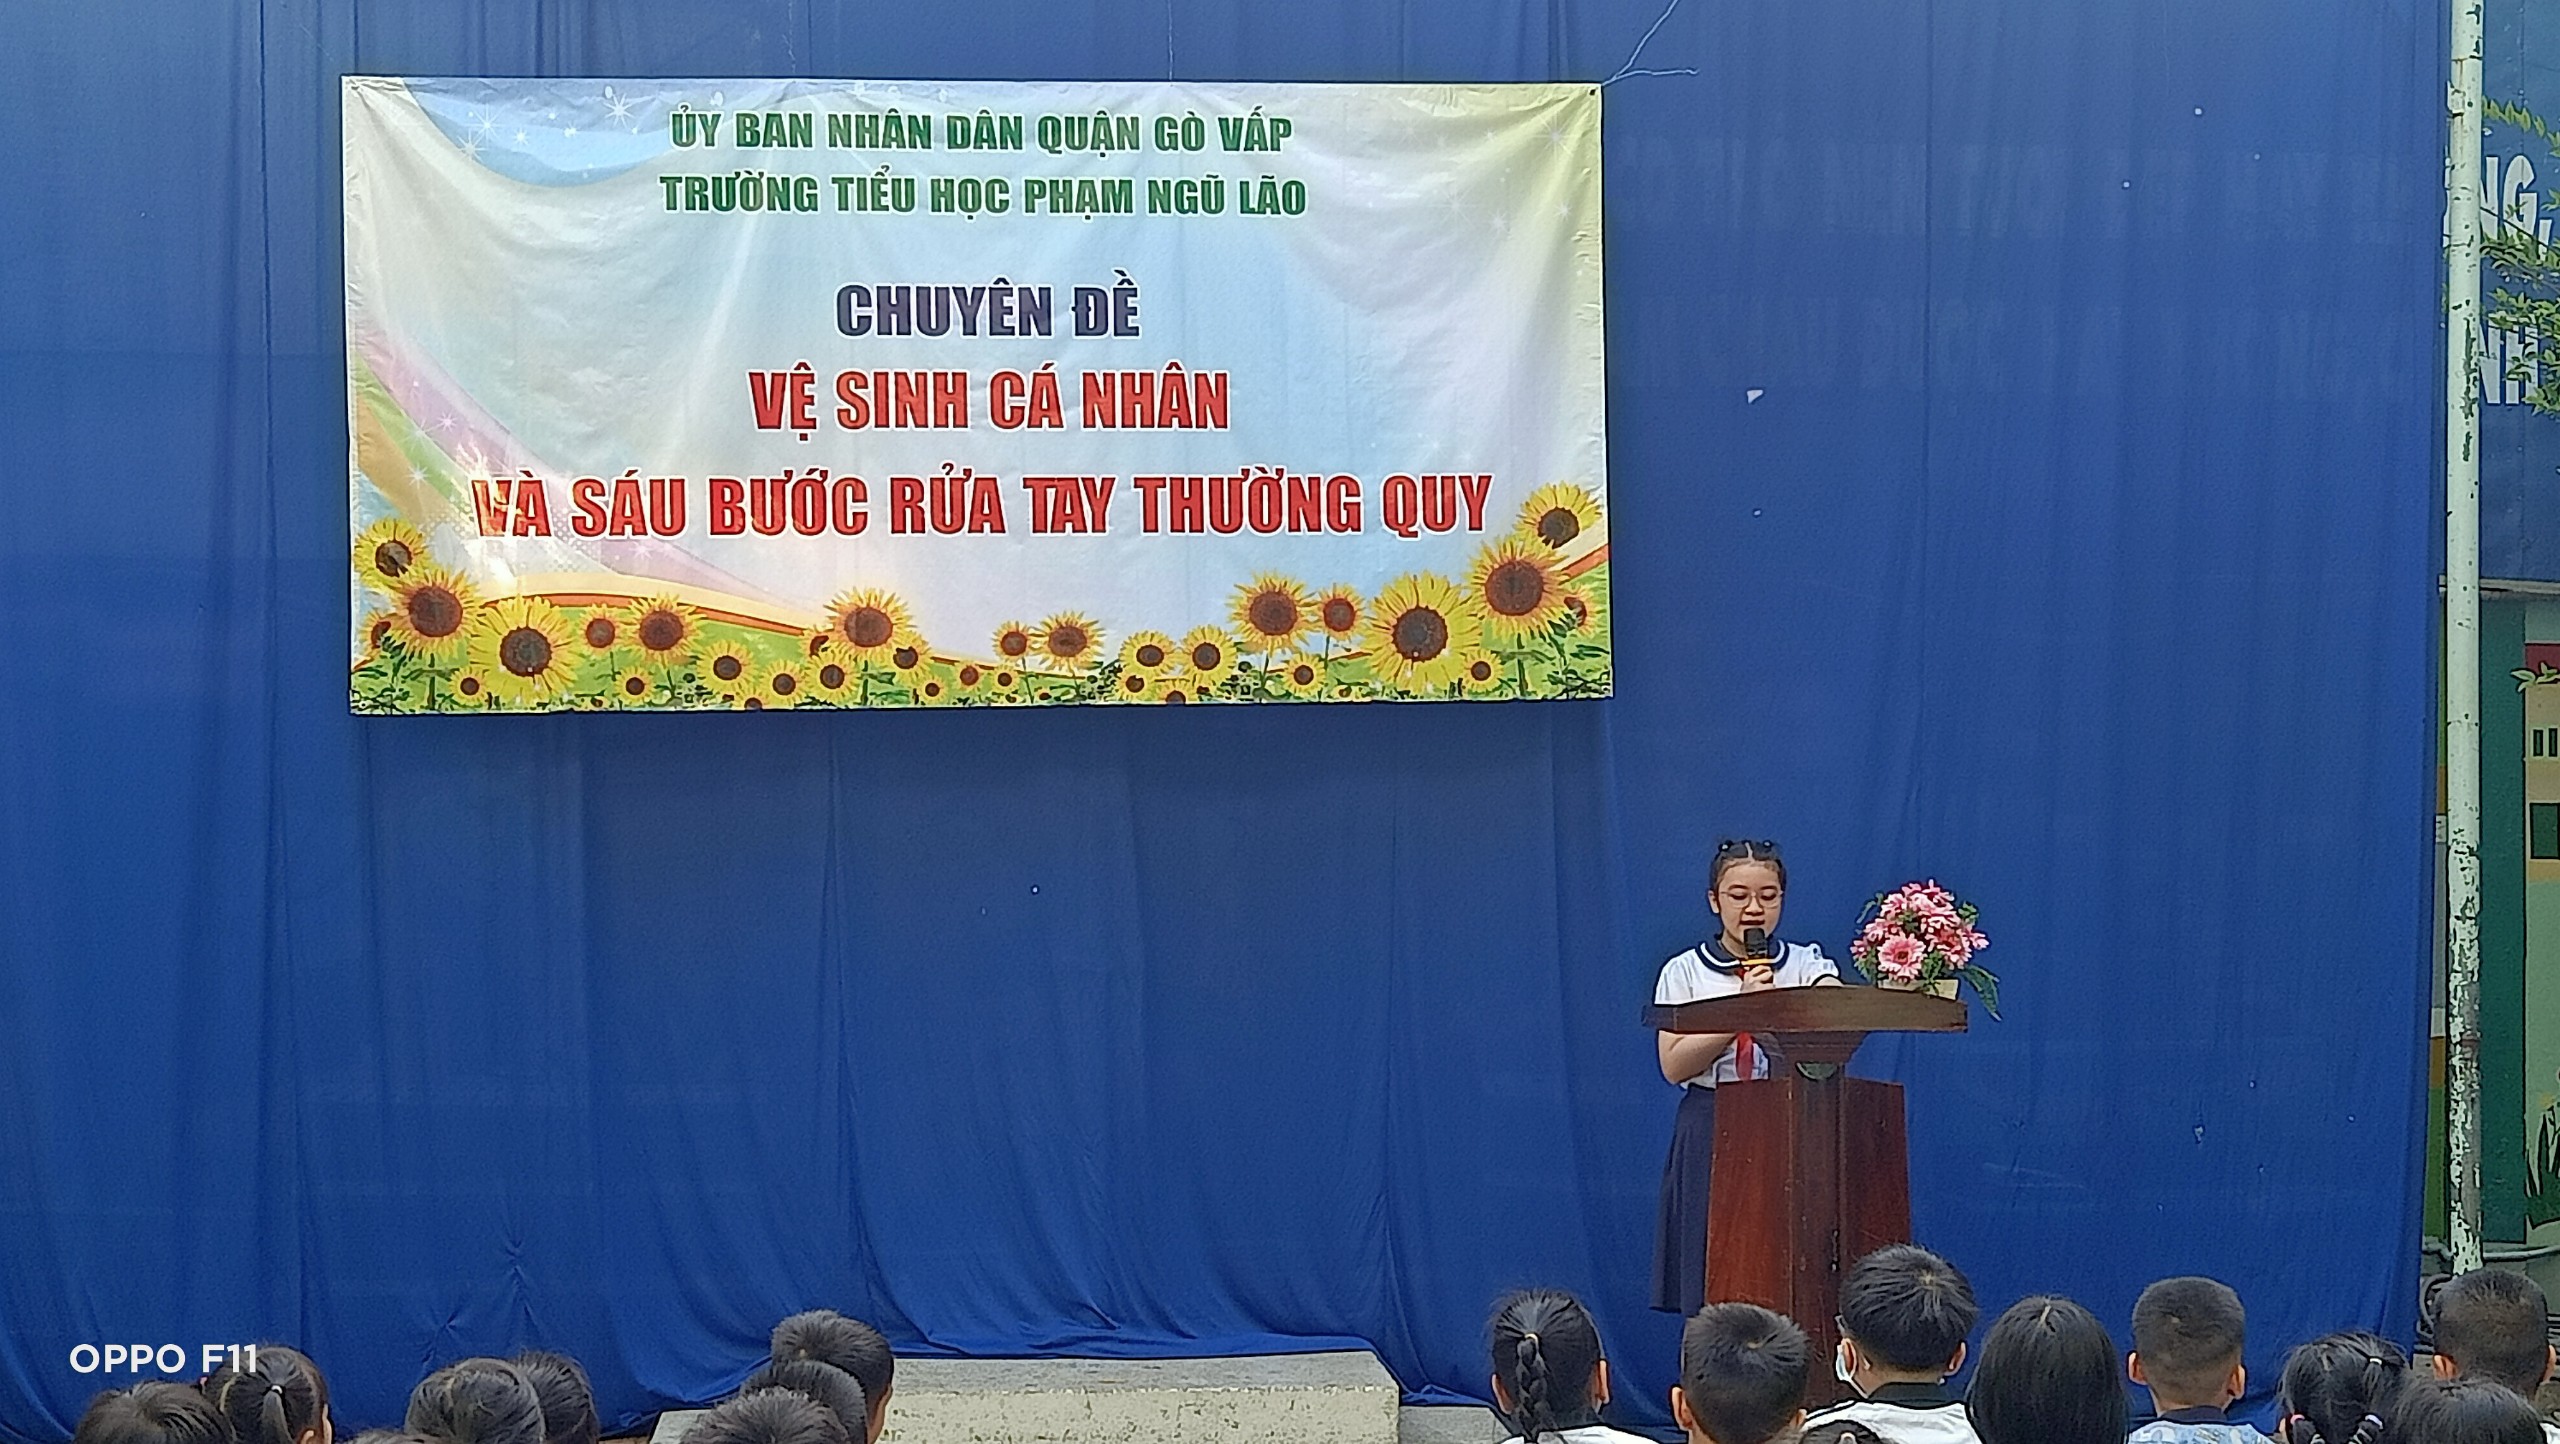 ỦY BAN NHÂN DÂN QUẬN GÒ VẤP
TRƯỜNG TIỂU HỌC PHẠM NGŨ LÃO
CHUYÊN ĐỀ
VỆ SINH CÁ NHÂN
VÀ SÁU BƯỚC RỬA TAY THƯỜNG QUY
OPPO F11